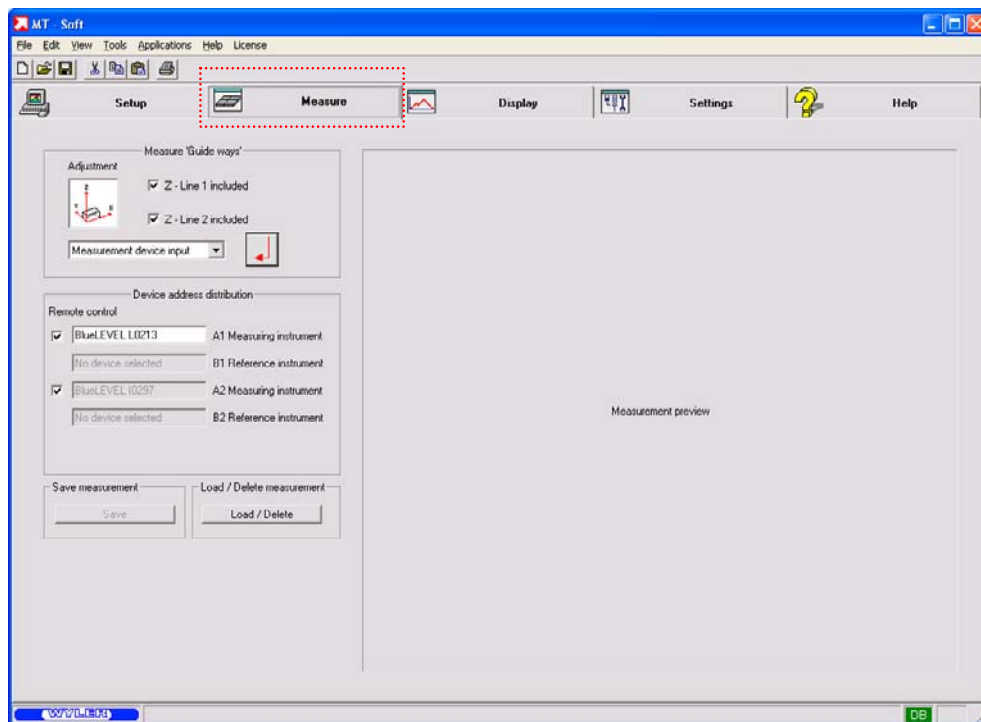 MT - Soft
File Edit View Tools Applications Help License
Setup Measure Display Settings Help
Measure 'Guide ways'
Adjustment
Z - Line 1 included
Z - Line 2 included
Measurement device input
Device address distribution
Remote control
BlueLEVEL L0213 A1 Measuring instrument
No device selected B1 Reference instrument
BlueLEVEL I0297 A2 Measuring instrument
No device selected B2 Reference instrument
Measurement preview
Save measurement Load / Delete measurement
Save Load / Delete
WYLER DB